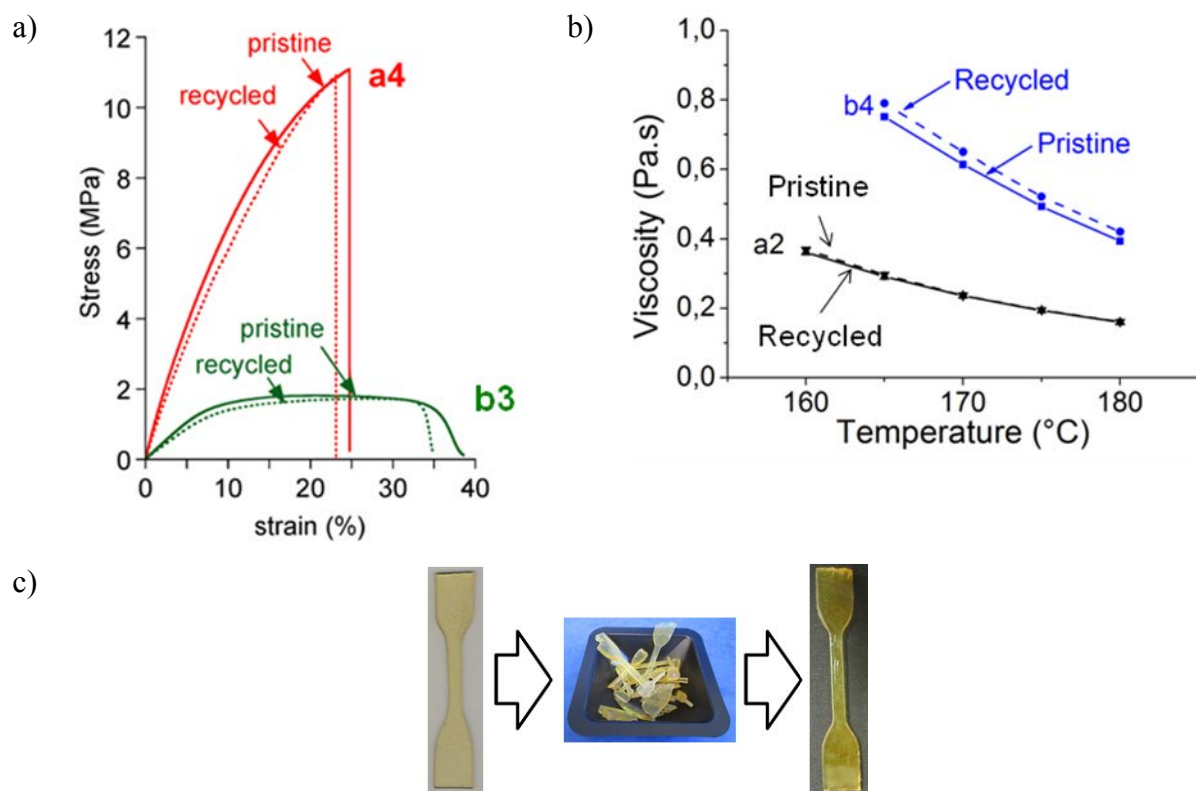 a)
12
10
8
6
4
2
0
Stress (MPa)
pristine
a4
recycled
pristine
recycled
b3
0
10
20
30
40
strain (%)
b)
1,0
0,8
0,6
0,4
0,2
0,0
Viscosity (Pa.s)
Recycled
b4
Pristine
Pristine
a2
Recycled
160
170
180
Temperature (°C)
c)